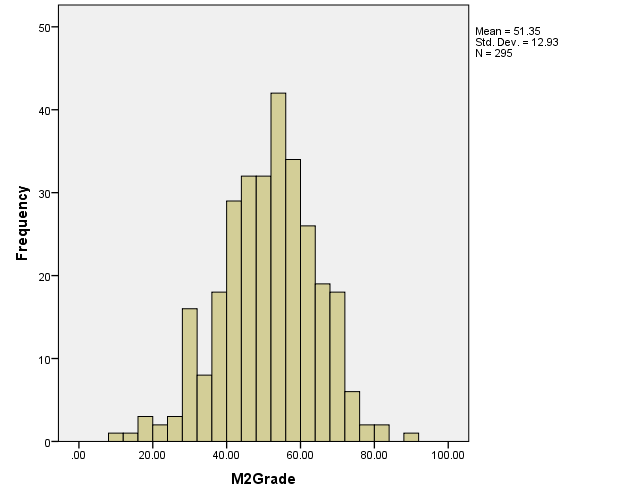 Mean = 51.35
Std. Dev. = 12.93
N = 295
50
40
30
20
10
0
Frequency
.00 20.00 40.00 60.00 80.00 100.00
M2Grade